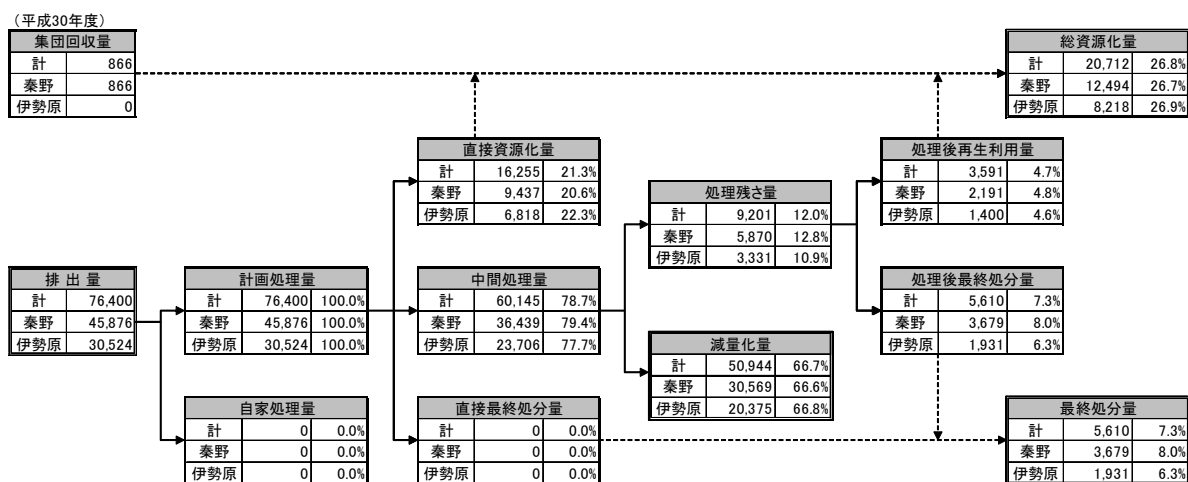 （平成30年度）
集団回収量
計 866
秦野 866
伊勢原 0
総資源化量
計 20,712 26.8%
秦野 12,494 26.7%
伊勢原 8,218 26.9%
直接資源化量
計 16,255 21.3%
秦野 9,437 20.6%
伊勢原 6,818 22.3%
処理後再生利用量
計 3,591 4.7%
秦野 2,191 4.8%
伊勢原 1,400 4.6%
処理残さ量
計 9,201 12.0%
秦野 5,870 12.8%
伊勢原 3,331 10.9%
排 出 量
計 76,400
秦野 45,876
伊勢原 30,524
計画処理量
計 76,400 100.0%
秦野 45,876 100.0%
伊勢原 30,524 100.0%
中間処理量
計 60,145 78.7%
秦野 36,439 79.4%
伊勢原 23,706 77.7%
処理後最終処分量
計 5,610 7.3%
秦野 3,679 8.0%
伊勢原 1,931 6.3%
減量化量
計 50,944 66.7%
秦野 30,569 66.6%
伊勢原 20,375 66.8%
自家処理量
計 0 0.0%
秦野 0 0.0%
伊勢原 0 0.0%
直接最終処分量
計 0 0.0%
秦野 0 0.0%
伊勢原 0 0.0%
最終処分量
計 5,610 7.3%
秦野 3,679 8.0%
伊勢原 1,931 6.3%